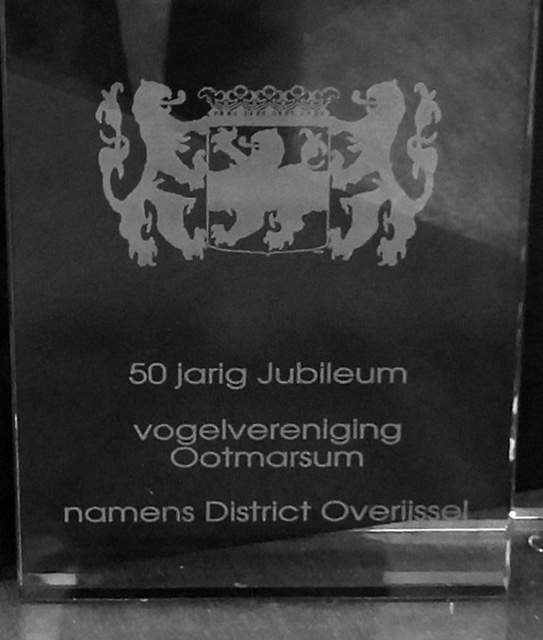 50 jarig Jubileum
vogelvereniging
Ootmarsum
namens District Overijssel